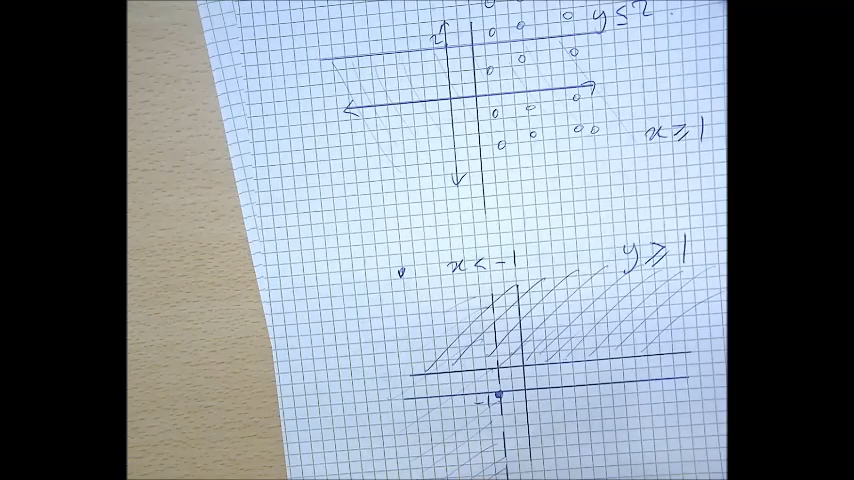 y ≤ 2
2
x ≥ 1
x < -1
y ≥ 1
-1